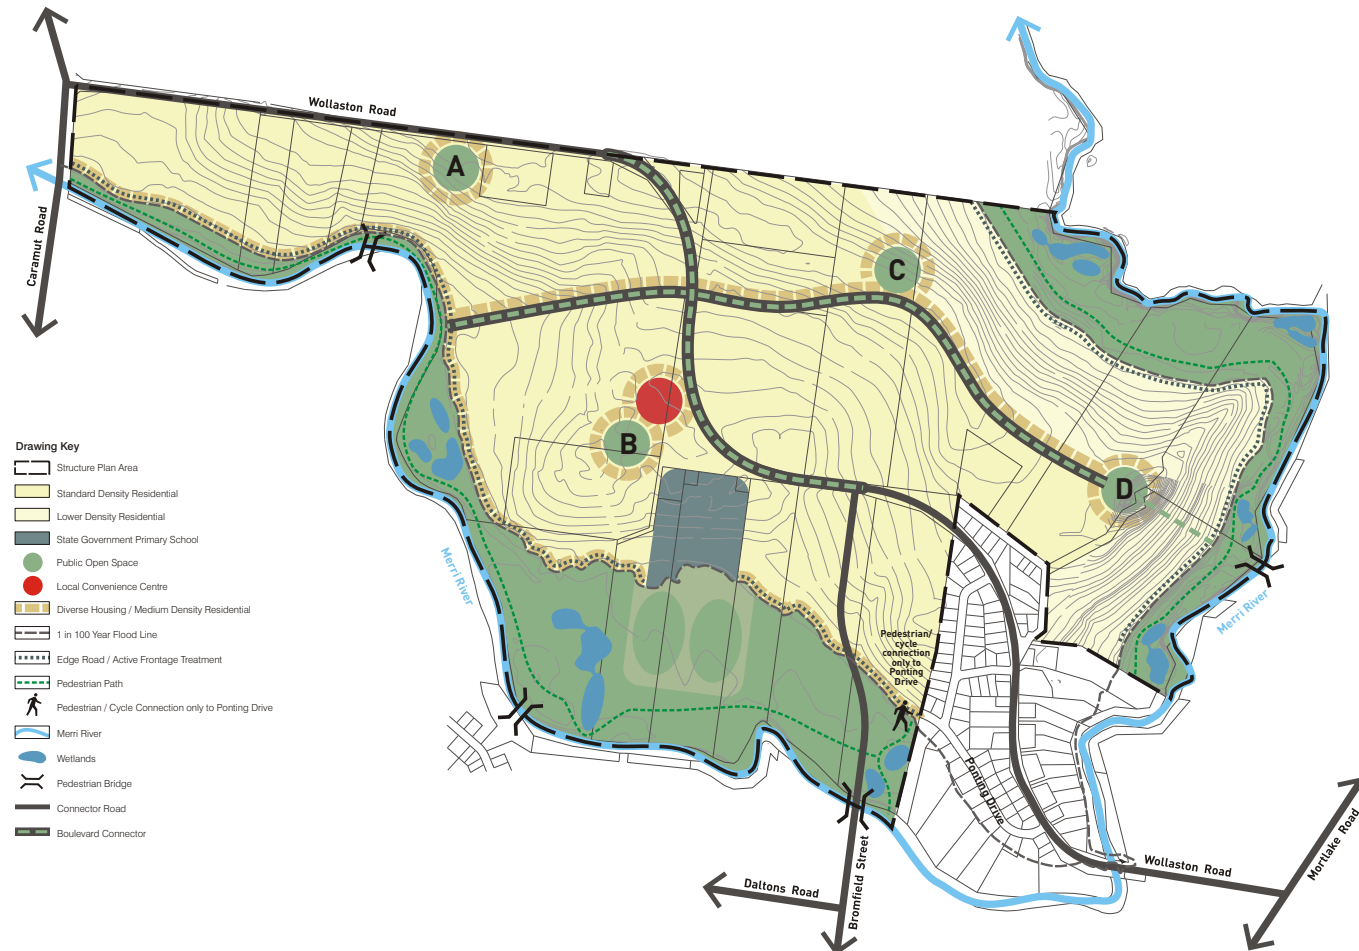 Wollaston Road
A
Caramut Road
C
B
D
Drawing Key
Structure Plan Area
Standard Density Residential
Lower Density Residential
State Government Primary School
Public Open Space
Local Convenience Centre
Diverse Housing / Medium Density Residential
1 in 100 Year Flood Line
Edge Road / Active Frontage Treatment
Pedestrian Path
Pedestrian / Cycle Connection only to Ponting Drive
Merri River
Wetlands
Pedestrian Bridge
Connector Road
Boulevard Connector
Merri River
Merri River
Pedestrian/
cycle
connection
only to
Ponting
Drive
Ponting Drive
Bromfield Street
Daltons Road
Wollaston Road
Mortlake Road